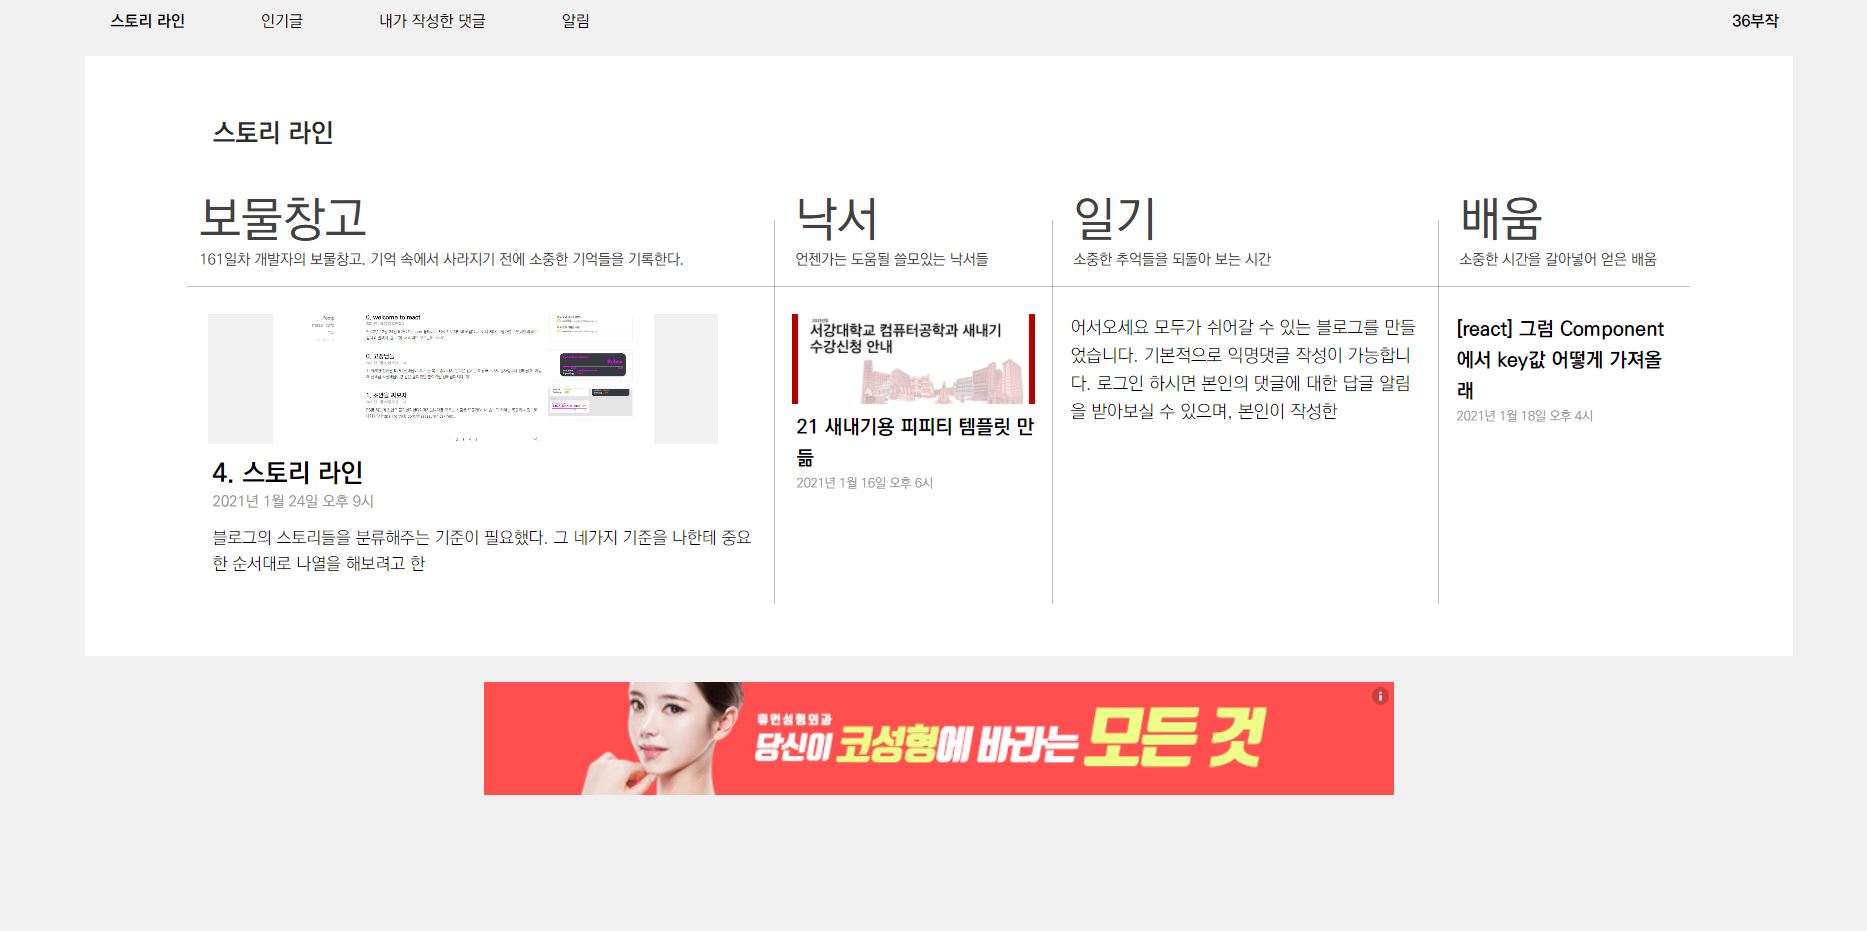 스토리 라인
인기글
내가 작성한 댓글
알림
36부작
스토리 라인
보물창고
161일차 개발자의 보물창고. 기억 속에서 사라지기 전에 소중한 기억들을 기록한다.
낙서
언젠가는 도움될 쓸모있는 낙서들
일기
소중한 추억들을 되돌아 보는 시간
배움
소중한 시간을 갈아넣어 얻은 배움
0, welcome to react
0. 고충님들
4. 스토리 라인
2021년 1월 24일 오후 9시
블로그의 스토리들을 분류해주는 기준이 필요했다. 그 네가지 기준을 나한데 중요
한 순서대로 나열을 해보려고 한
서강대학교 컴퓨터공학과 새내기
수강신청 안내
21 새내기용 피피티 템플릿 만
듦
2021년 1월 16일 오후 6시
어서오세요 모두가 쉬어갈 수 있는 블로그를 만들
었습니다. 기본적으로 익명댓글 작성이 가능합니
다. 로그인 하시면 본인의 댓글에 대한 답글 알림
을 받아보실 수 있으며, 본인이 작성한
[react] 그럼 Component
에서 key값 어떻게 가져올
래
2021년 1월 18일 오후 4시
휴먼성형외과
당신이 코성형에 바라는 모든 것